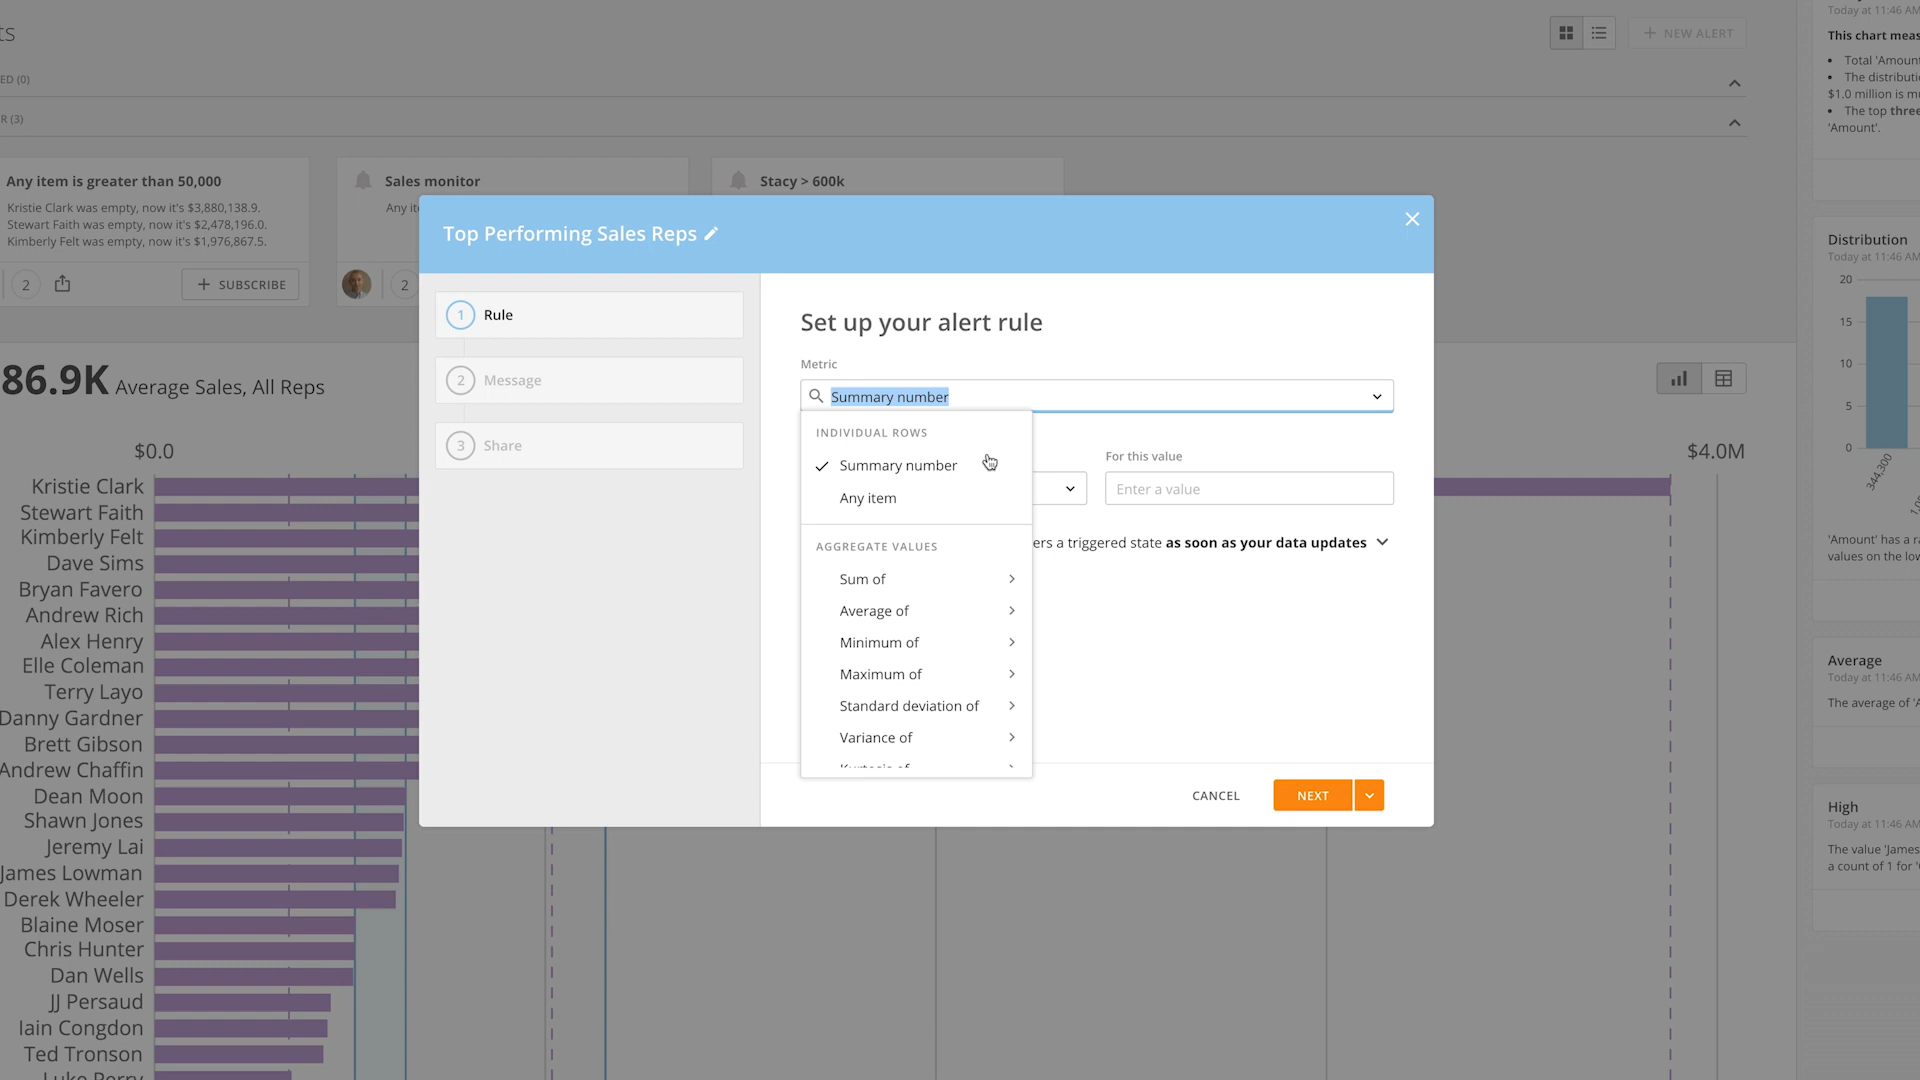 ts
NEW ALERT
ED (0)
R (3)
Any item is greater than 50,000
Kristie Clark was empty, now it's $3,880,138.9.
Stewart Faith was empty, now it's $2,478,196.0.
Kimberly Felt was empty, now it's $1,976,867.5.
2
SUBSCRIBE
Sales monitor
Any it
2
Stacy > 600k
86.9K Average Sales, All Reps
$0.0
$4.0M
Kristie Clark
Stewart Faith
Kimberly Felt
Dave Sims
Bryan Favero
Andrew Rich
Alex Henry
Elle Coleman
Terry Layo
Danny Gardner
Brett Gibson
Andrew Chaffin
Dean Moon
Shawn Jones
Jeremy Lai
James Lowman
Derek Wheeler
Blaine Moser
Chris Hunter
Dan Wells
JJ Persaud
Iain Congdon
Ted Tronson
Luke Perry
Top Performing Sales Reps
1 Rule
2 Message
3 Share
Set up your alert rule
Metric
Summary number
INDIVIDUAL ROWS
Summary number
Any item
AGGREGATE VALUES
Sum of
Average of
Minimum of
Maximum of
Standard deviation of
Variance of
Kurtosis of
For this value
Enter a value
ers a triggered state as soon as your data updates
CANCEL
NEXT
Today at 11:46 AM
This chart meas
• Total 'Amount
• The distributi
$1.0 million is mu
• The top three
'Amount'.
Distribution
Today at 11:46 AM
20
15
10
5
0
344,300
'Amount' has a ra
values on the low
Average
Today at 11:46 AM
The average of 'A
High
Today at 11:46 AM
The value 'James
a count of 1 for '